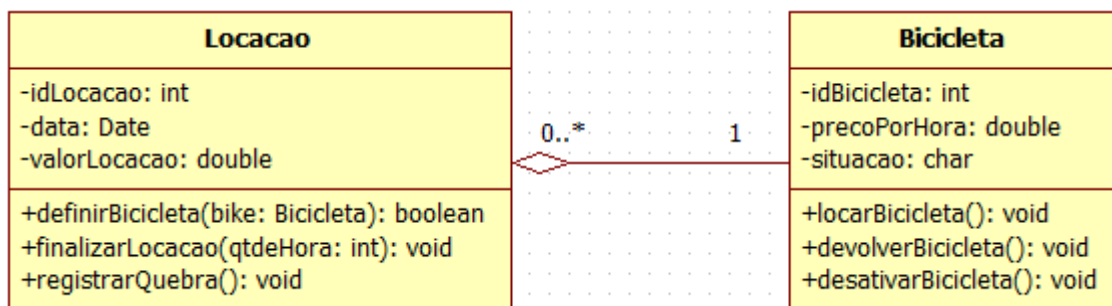 Locacao
-idLocacao: int
-data: Date
-valorLocacao: double
+definirBicicleta(bike: Bicicleta): boolean
+finalizarLocacao(qtdeHora: int): void
+registrarQuebra(): void
0..*
1
Bicicleta
-idBicicleta: int
-precoPorHora: double
-situacao: char
+locarBicicleta(): void
+devolverBicicleta(): void
+desativarBicicleta(): void